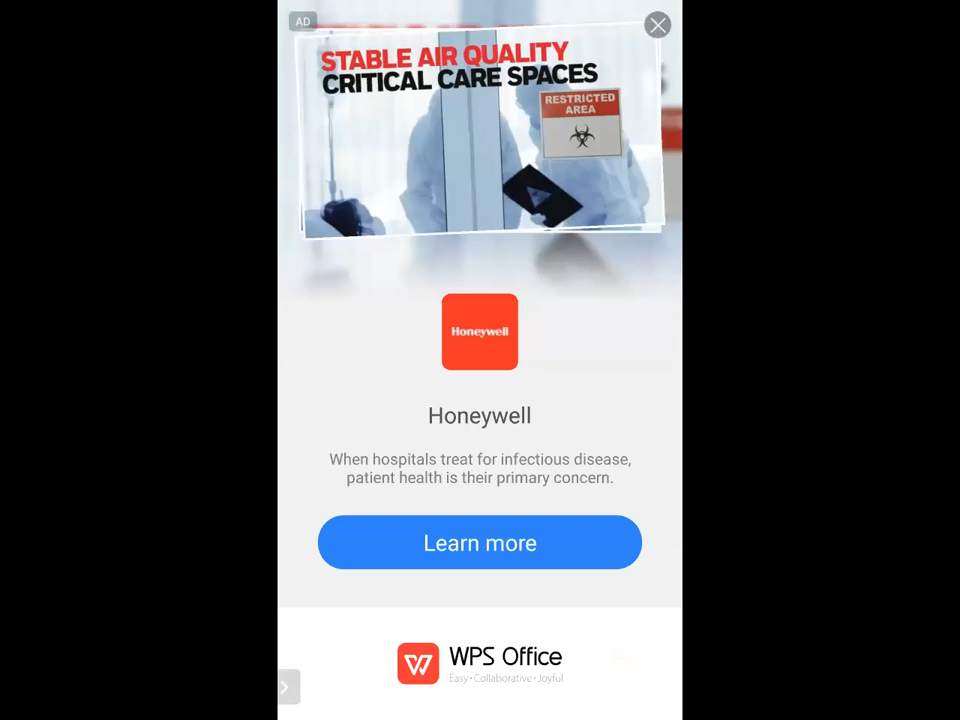 AD
STABLE AIR QUALITY
CRITICAL CARE SPACES
RESTRICTED
AREA
Honeywell
Honeywell
When hospitals treat for infectious disease,
patient health is their primary concern.
Learn more
WPS Office
Easy·Collaborative·Joyful